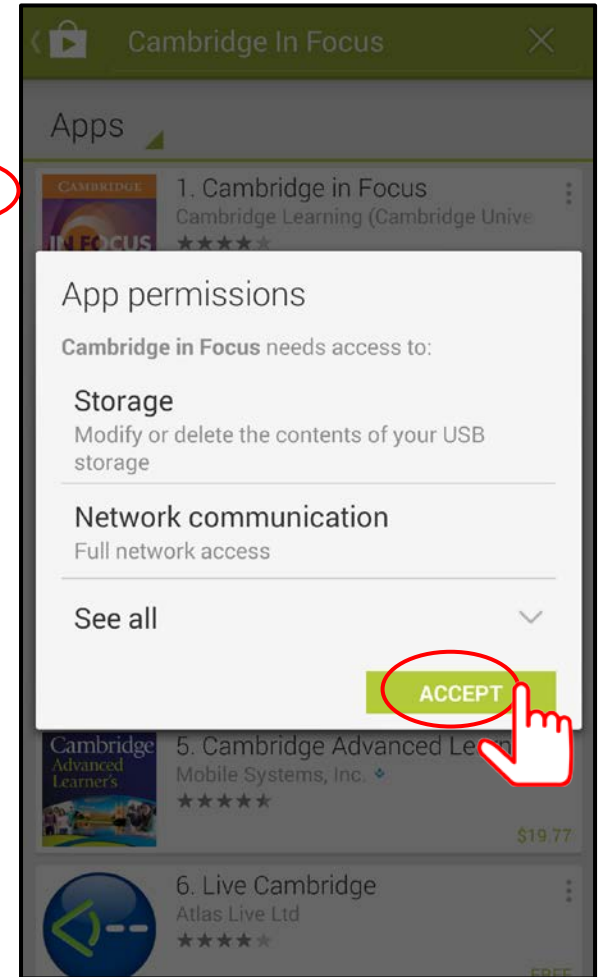 Cambridge In Focus
Apps
CAMBRIDGE
IN FOCUS
1. Cambridge in Focus
Cambridge Learning (Cambridge Unive
App permissions
Cambridge in Focus needs access to:
Storage
Modify or delete the contents of your USB
storage
Network communication
Full network access
See all
ACCEPT
Cambridge
Advanced
Learner's
5. Cambridge Advanced Learn
Mobile Systems, Inc.
$19.77
6. Live Cambridge
Atlas Live Ltd
FREE